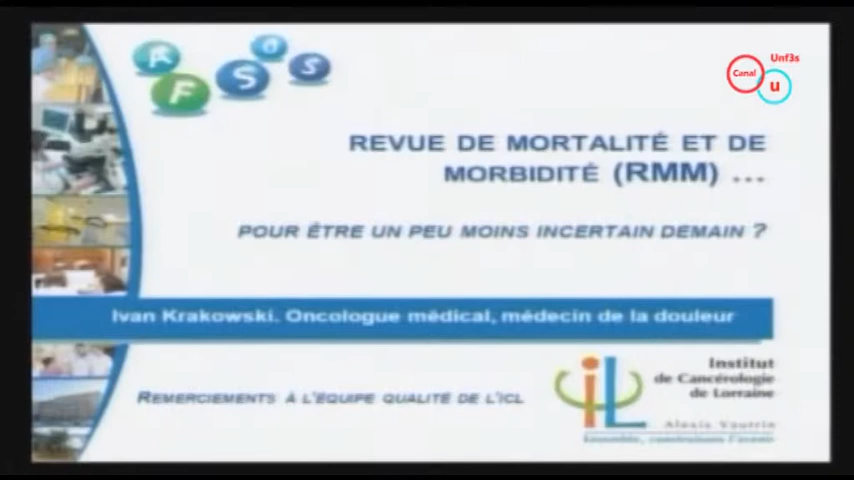 R F S O S
Unf3s
Canal
u
REVUE DE MORTALITÉ ET DE
MORBIDITÉ (RMM) ...
POUR ÊTRE UN PEU MOINS INCERTAIN DEMAIN ?
Ivan Krakowski. Oncologue médical, médecin de la douleur
REMERCIEMENTS À L'ÉQUIPE QUALITÉ DE L'ICL
iCL
Institut
de Cancérologie
de Lorraine
Alexis Vautrin
Ensemble, construisons l'avenir